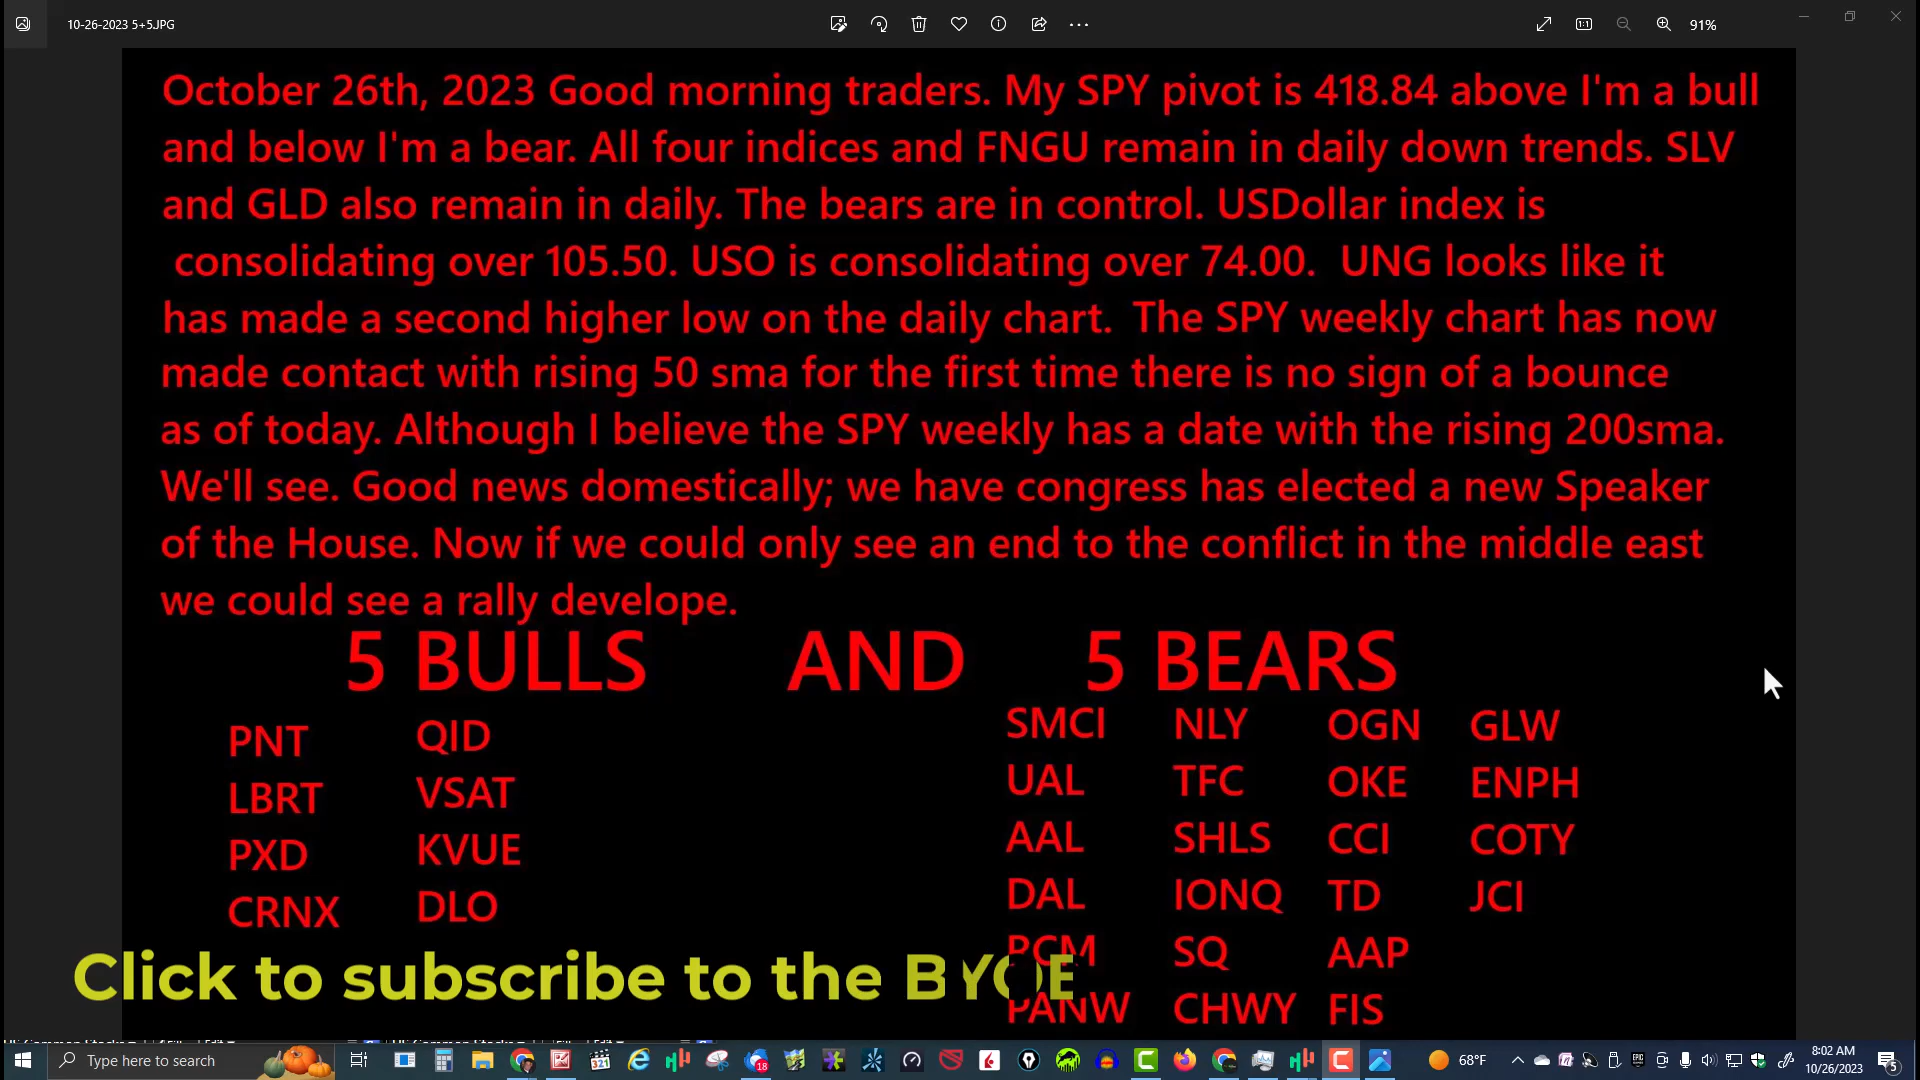 10-26-2023 5+5.JPG
91%
October 26th, 2023 Good morning traders. My SPY pivot is 418.84 above I'm a bull
and below I'm a bear. All four indices and FNGU remain in daily down trends. SLV
and GLD also remain in daily. The bears are in control. USDollar index is
consolidating over 105.50. USO is consolidating over 74.00. UNG looks like it
has made a second higher low on the daily chart. The SPY weekly chart has now
made contact with rising 50 sma for the first time there is no sign of a bounce
as of today. Although I believe the SPY weekly has a date with the rising 200sma.
We'll see. Good news domestically; we have congress has elected a new Speaker
of the House. Now if we could only see an end to the conflict in the middle east
we could see a rally develope.
5 BULLS AND 5 BEARS
PNT QID SMCI NLY OGN GLW
LBRT VSAT UAL TFC OKE ENPH
PXD KVUE AAL SHLS CCI COTY
CRNX DLO DAL IONQ TD JCI
PCM SQ AAP
PANW CHWY FIS
Click to subscribe to the BYOE
Type here to search
18
68°F
8:02 AM
10/26/2023
5